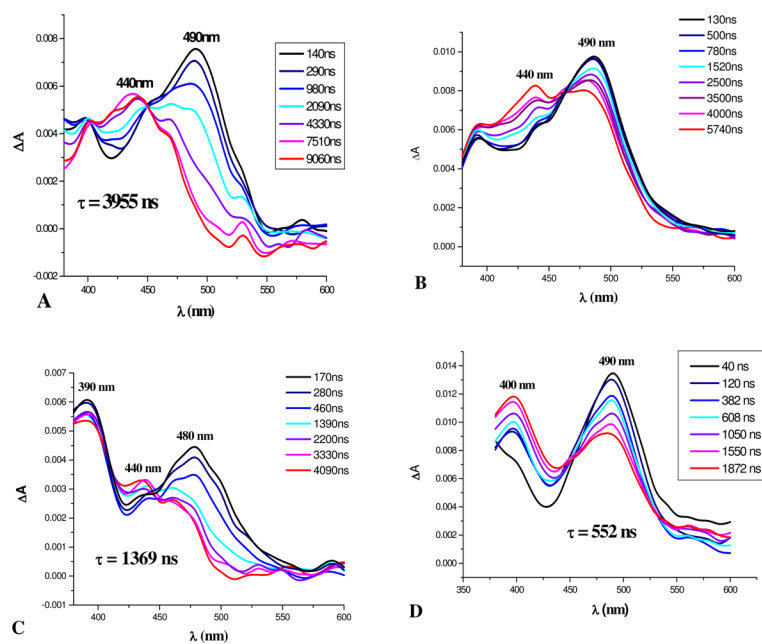 490nm
440nm
140ns
290ns
980ns
2090ns
4330ns
7510ns
9060ns
0.008
0.006
0.004
0.002
0.000
-0.002
ΔA
τ = 3955 ns
400 450 500 550 600
λ (nm)
A
B
490 nm
440 nm
130ns
500ns
780ns
1520ns
2500ns
3500ns
4000ns
5740ns
0.010
0.008
0.006
0.004
0.002
0.000
ΔA
400 450 500 550 600
λ (nm)
B
390 nm
440 nm
480 nm
170ns
280ns
460ns
1390ns
2200ns
3330ns
4090ns
0.007
0.006
0.005
0.004
0.003
0.002
0.001
0.000
-0.001
ΔA
τ = 1369 ns
400 450 500 550 600
λ (nm)
C
D
490 nm
400 nm
40 ns
120 ns
382 ns
608 ns
1050 ns
1550 ns
1872 ns
0.014
0.012
0.010
0.008
0.006
0.004
0.002
0.000
ΔA
τ = 552 ns
350 400 450 500 550 600
λ (nm)
D